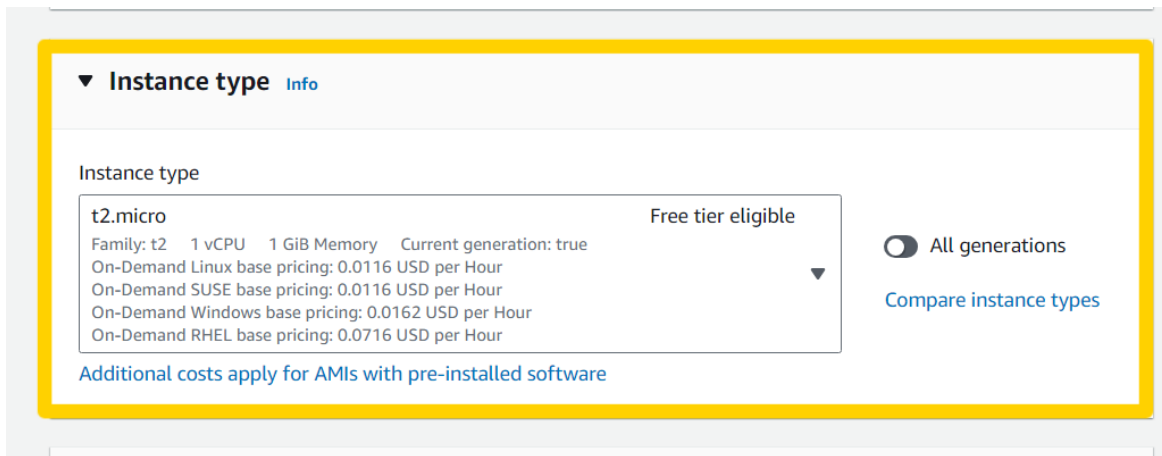 Instance type Info
Instance type
t2.micro Free tier eligible
Family: t2 1 vCPU 1 GiB Memory Current generation: true
On-Demand Linux base pricing: 0.0116 USD per Hour
On-Demand SUSE base pricing: 0.0116 USD per Hour
On-Demand Windows base pricing: 0.0162 USD per Hour
On-Demand RHEL base pricing: 0.0716 USD per Hour
All generations
Compare instance types
Additional costs apply for AMIs with pre-installed software